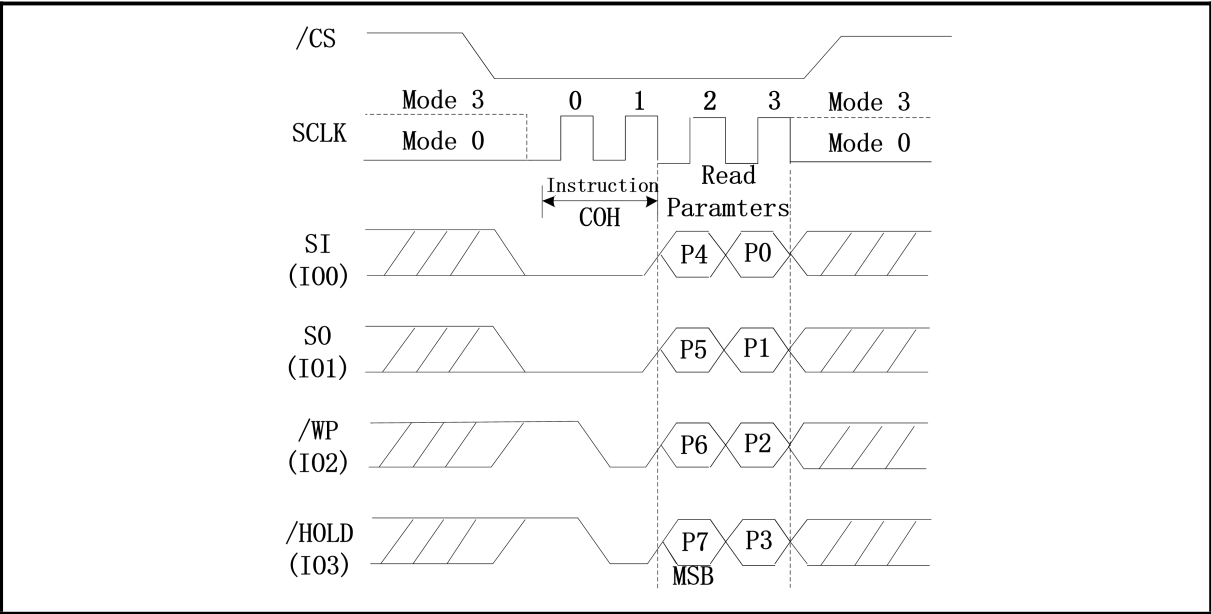 /CS
Mode 3 0 1 2 3 Mode 3
SCLK
Mode 0 Mode 0
Instruction Read
COH Paramters
SI
(IO0)
P4 P0
SO
(IO1)
P5 P1
/WP
(IO2)
P6 P2
/HOLD
(IO3)
P7 P3
MSB